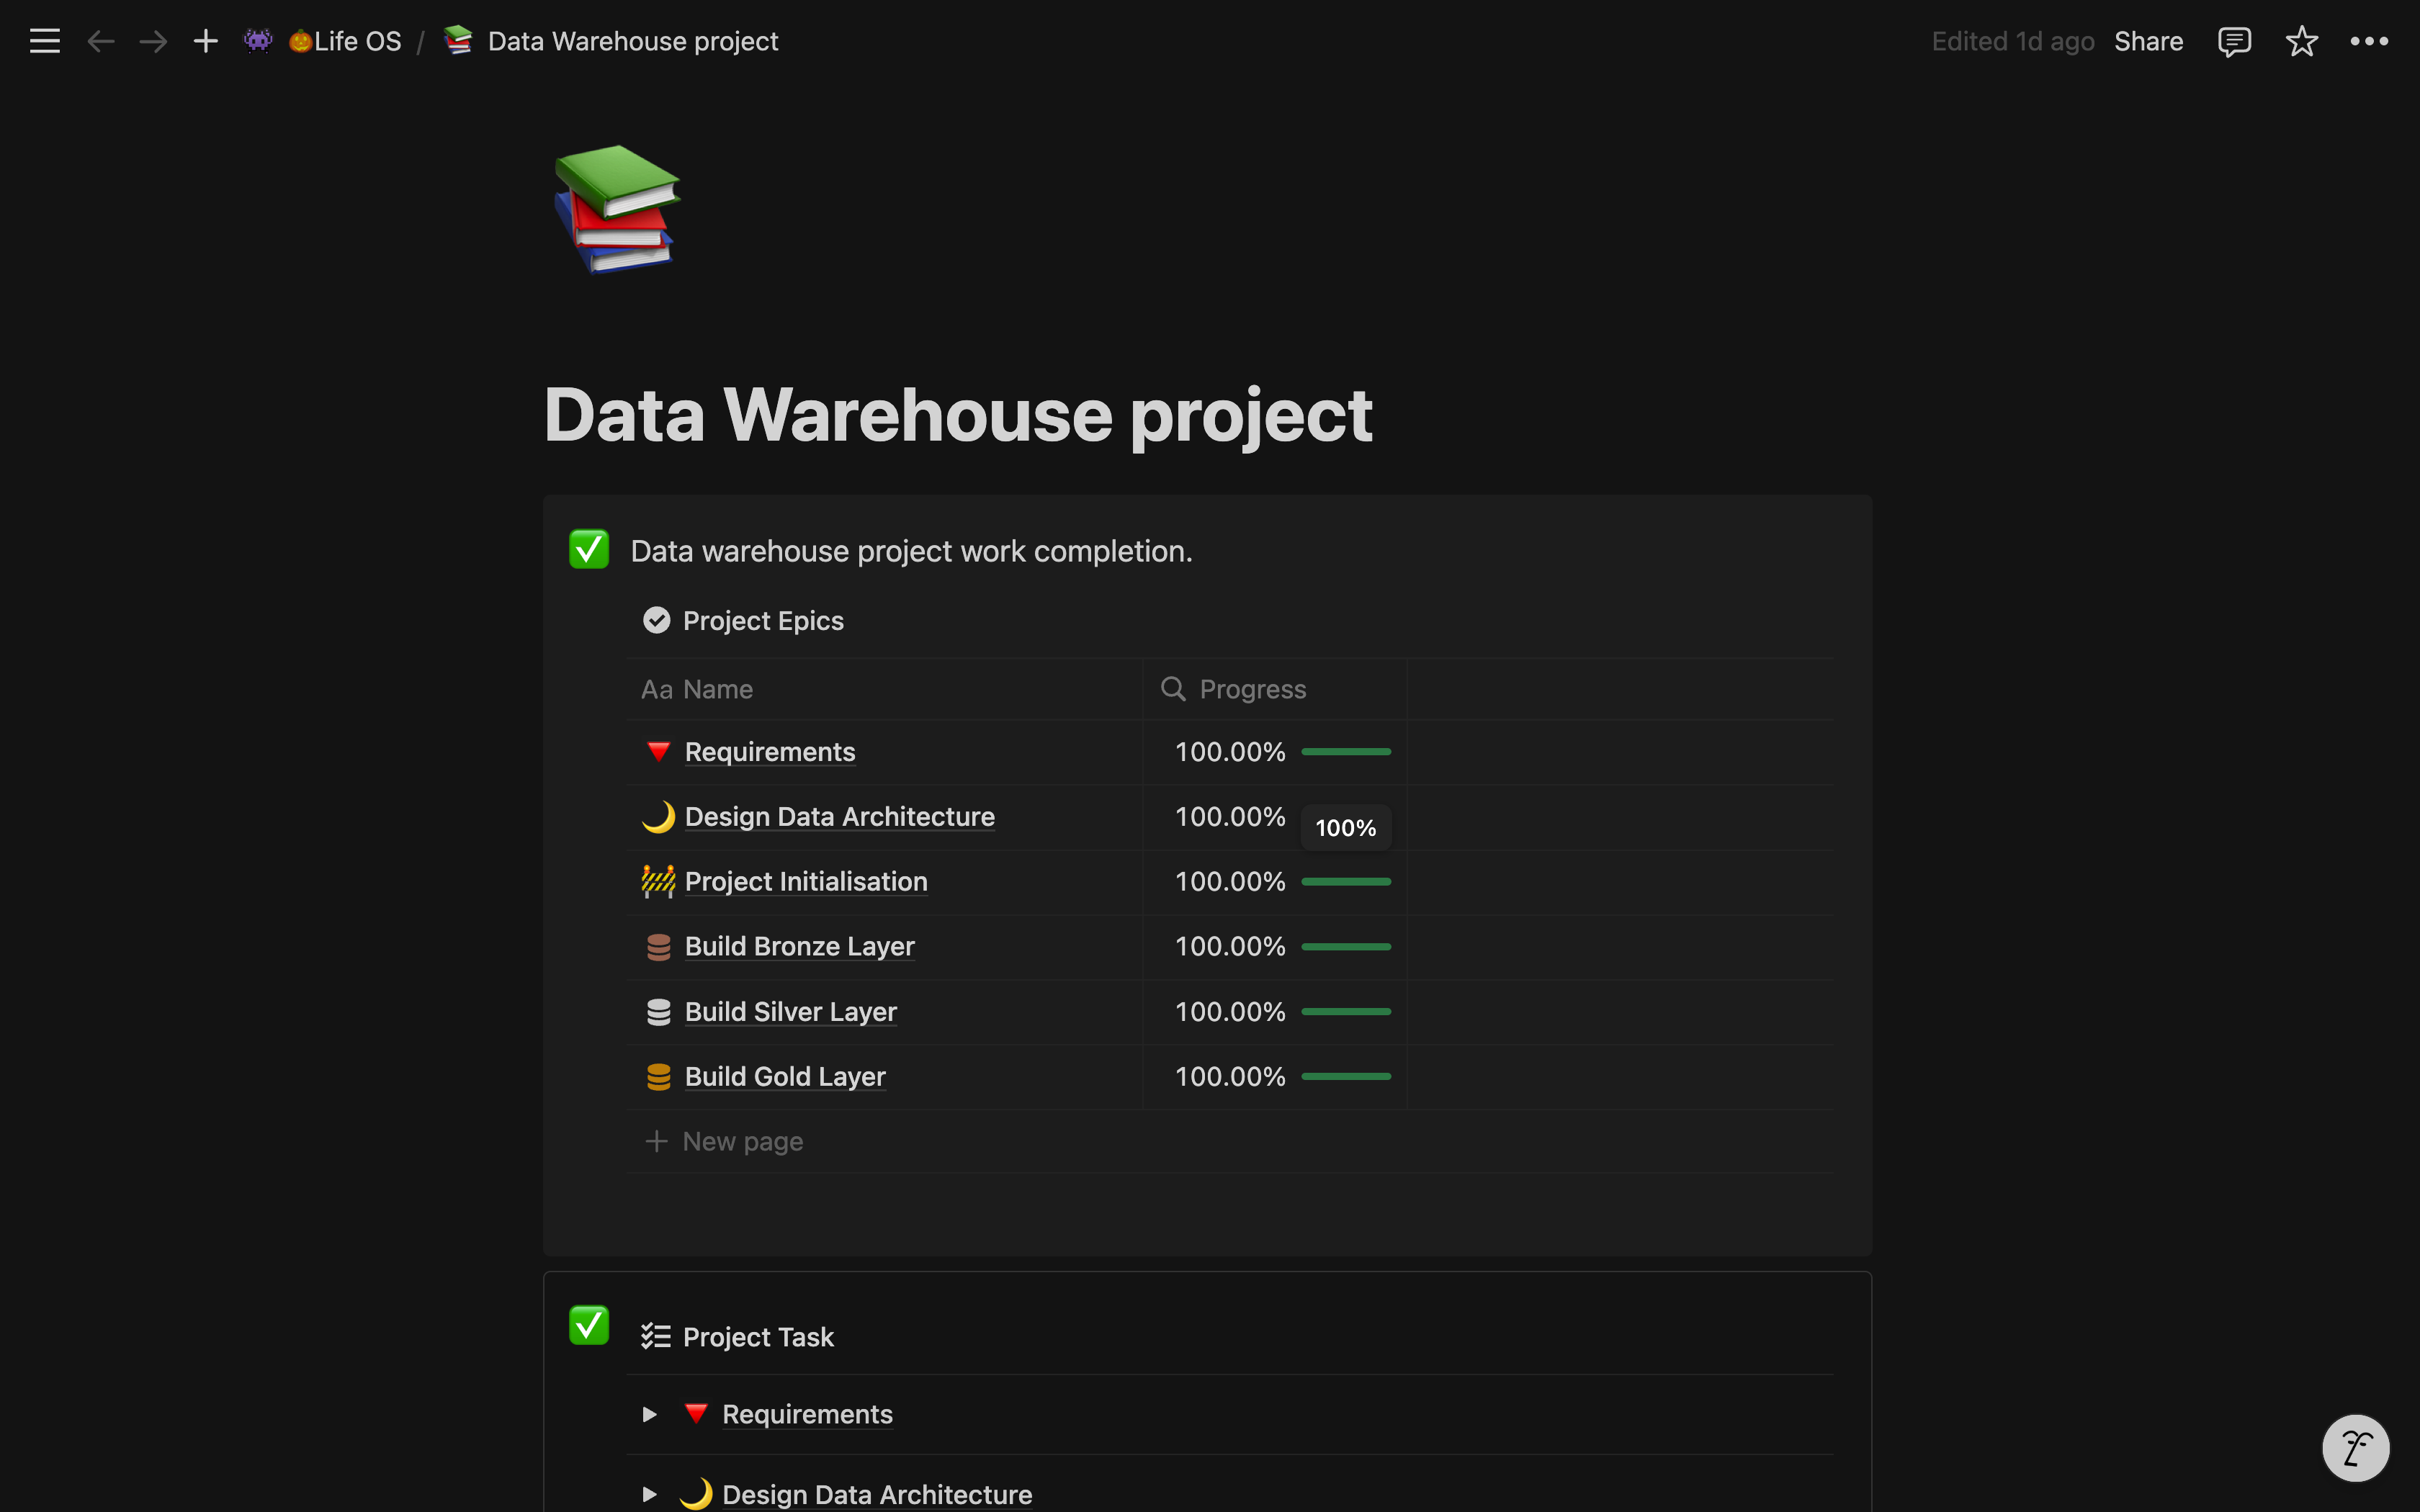 Life OS / Data Warehouse project
Edited 1d ago Share
Data Warehouse project
Data warehouse project work completion.
Project Epics
Aa Name Progress
Requirements 100.00%
Design Data Architecture 100.00% 100%
Project Initialisation 100.00%
Build Bronze Layer 100.00%
Build Silver Layer 100.00%
Build Gold Layer 100.00%
New page
Project Task
Requirements
Design Data Architecture